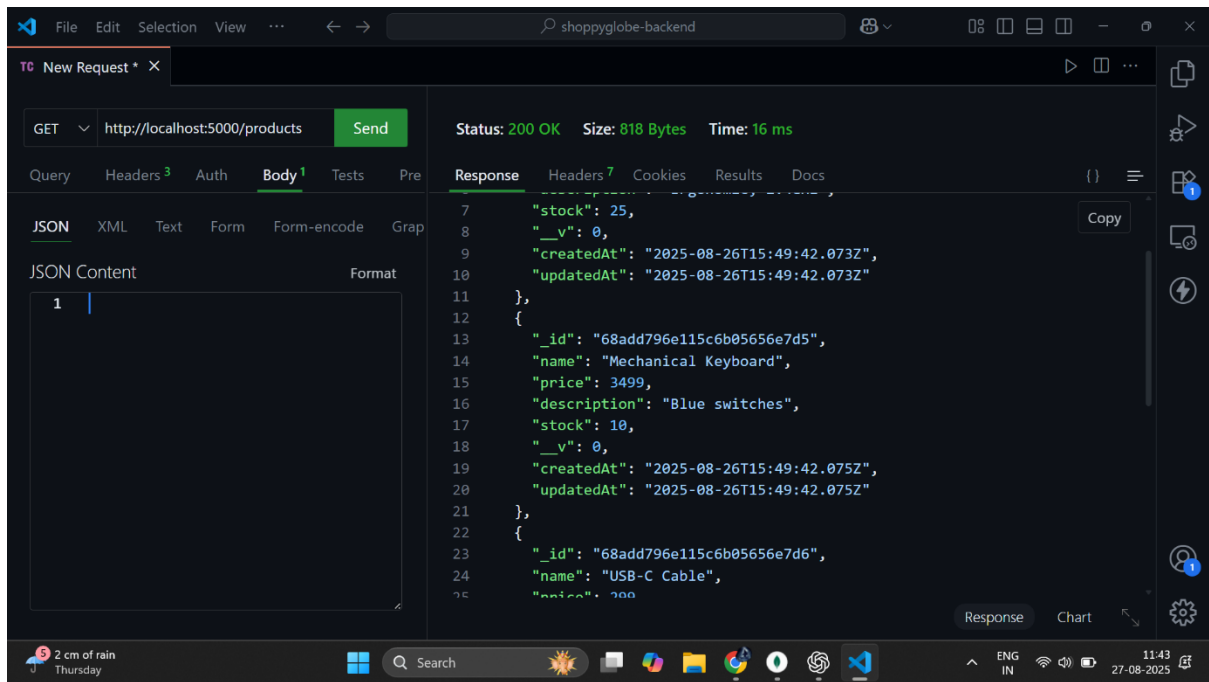 File Edit Selection View ··· shoppyglobe-backend
TC New Request *
GET http://localhost:5000/products Send
Status: 200 OK Size: 818 Bytes Time: 16 ms
Query Headers 3 Auth Body 1 Tests Pre
Response Headers 7 Cookies Results Docs {}
JSON XML Text Form Form-encode Grap
JSON Content Format
1
Copy
7 "stock": 25,
8 "__v": 0,
9 "createdAt": "2025-08-26T15:49:42.073Z",
10 "updatedAt": "2025-08-26T15:49:42.073Z"
11 },
12 {
13 "_id": "68add796e115c6b05656e7d5",
14 "name": "Mechanical Keyboard",
15 "price": 3499,
16 "description": "Blue switches",
17 "stock": 10,
18 "__v": 0,
19 "createdAt": "2025-08-26T15:49:42.075Z",
20 "updatedAt": "2025-08-26T15:49:42.075Z"
21 },
22 {
23 "_id": "68add796e115c6b05656e7d6",
24 "name": "USB-C Cable",
25 "price": 299
Response Chart
1
1
5 2 cm of rain
Thursday
Search
ENG
IN
11:43
27-08-2025